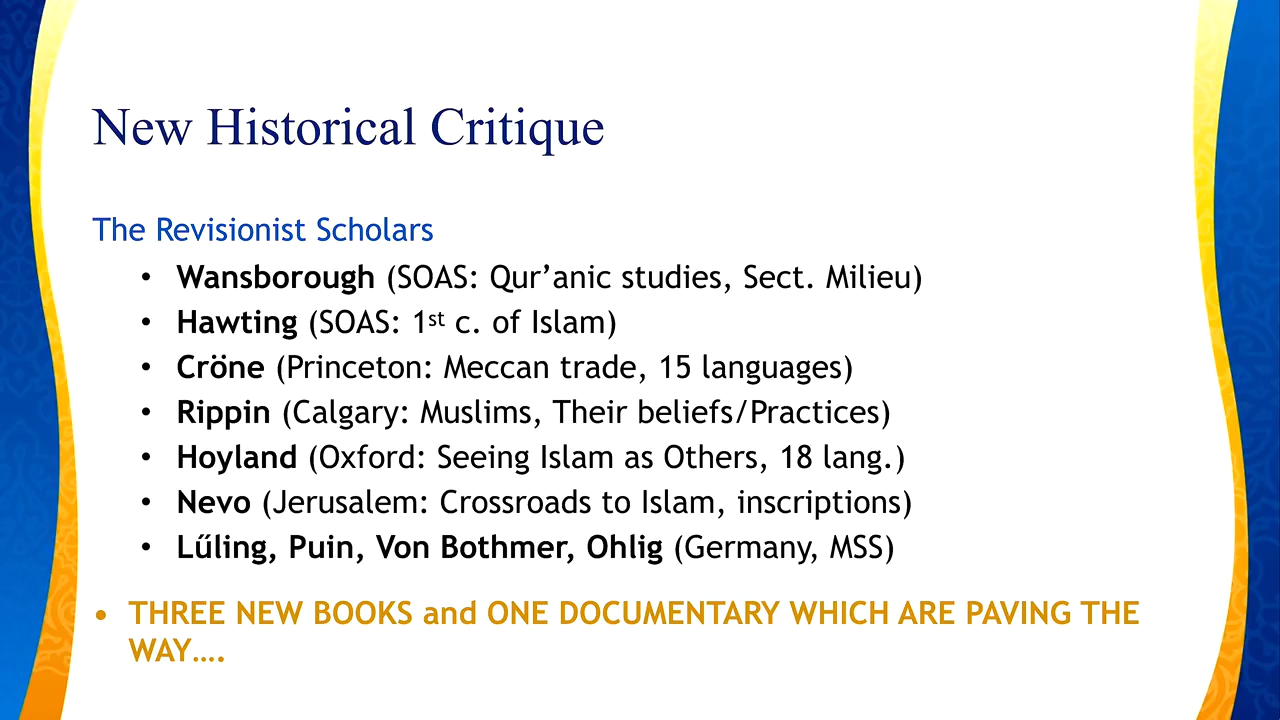 New Historical Critique
The Revisionist Scholars
• Wansborough (SOAS: Qur’anic studies, Sect. Milieu)
• Hawting (SOAS: 1st c. of Islam)
• Cröne (Princeton: Meccan trade, 15 languages)
• Rippin (Calgary: Muslims, Their beliefs/Practices)
• Hoyland (Oxford: Seeing Islam as Others, 18 lang.)
• Nevo (Jerusalem: Crossroads to Islam, inscriptions)
• Lűling, Puin, Von Bothmer, Ohlig (Germany, MSS)
• THREE NEW BOOKS and ONE DOCUMENTARY WHICH ARE PAVING THE
WAY….